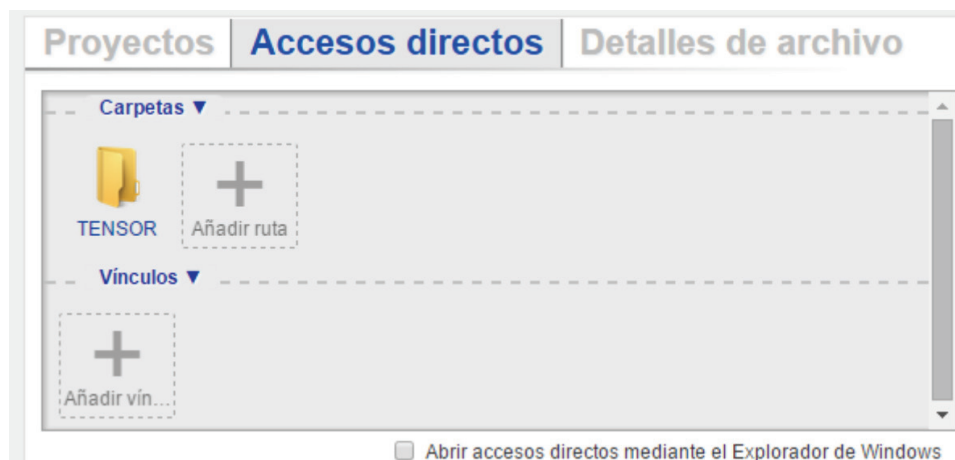 Proyectos Accesos directos Detalles de archivo
Carpetas ▼
TENSOR Añadir ruta
Vínculos ▼
Añadir vín...
Abrir accesos directos mediante el Explorador de Windows